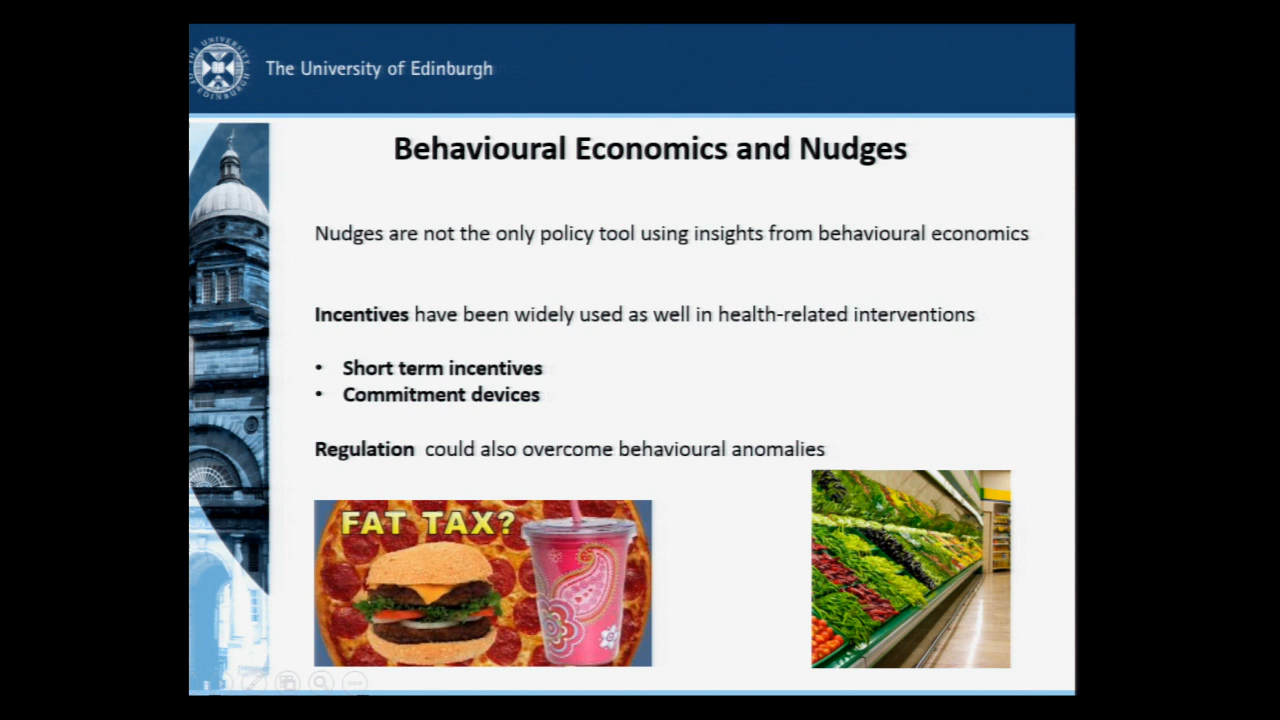 The University of Edinburgh
Behavioural Economics and Nudges
Nudges are not the only policy tool using insights from behavioural economics
Incentives have been widely used as well in health-related interventions
• Short term incentives
• Commitment devices
Regulation could also overcome behavioural anomalies
FAT TAX?